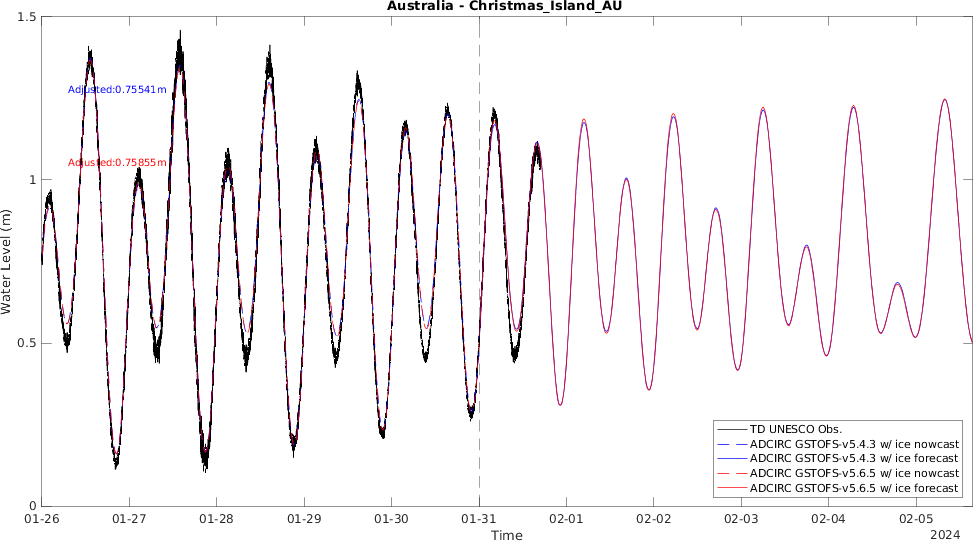 Australia - Christmas_Island_AU
1.5
Adjusted:0.75541m
Adjusted:0.75855m
1
Water Level (m)
0.5
0
TD UNESCO Obs.
ADCIRC GSTOFS-v5.4.3 w/ ice nowcast
ADCIRC GSTOFS-v5.4.3 w/ ice forecast
ADCIRC GSTOFS-v5.6.5 w/ ice nowcast
ADCIRC GSTOFS-v5.6.5 w/ ice forecast
01-26 01-27 01-28 01-29 01-30 01-31 02-01 02-02 02-03 02-04 02-05
Time
2024